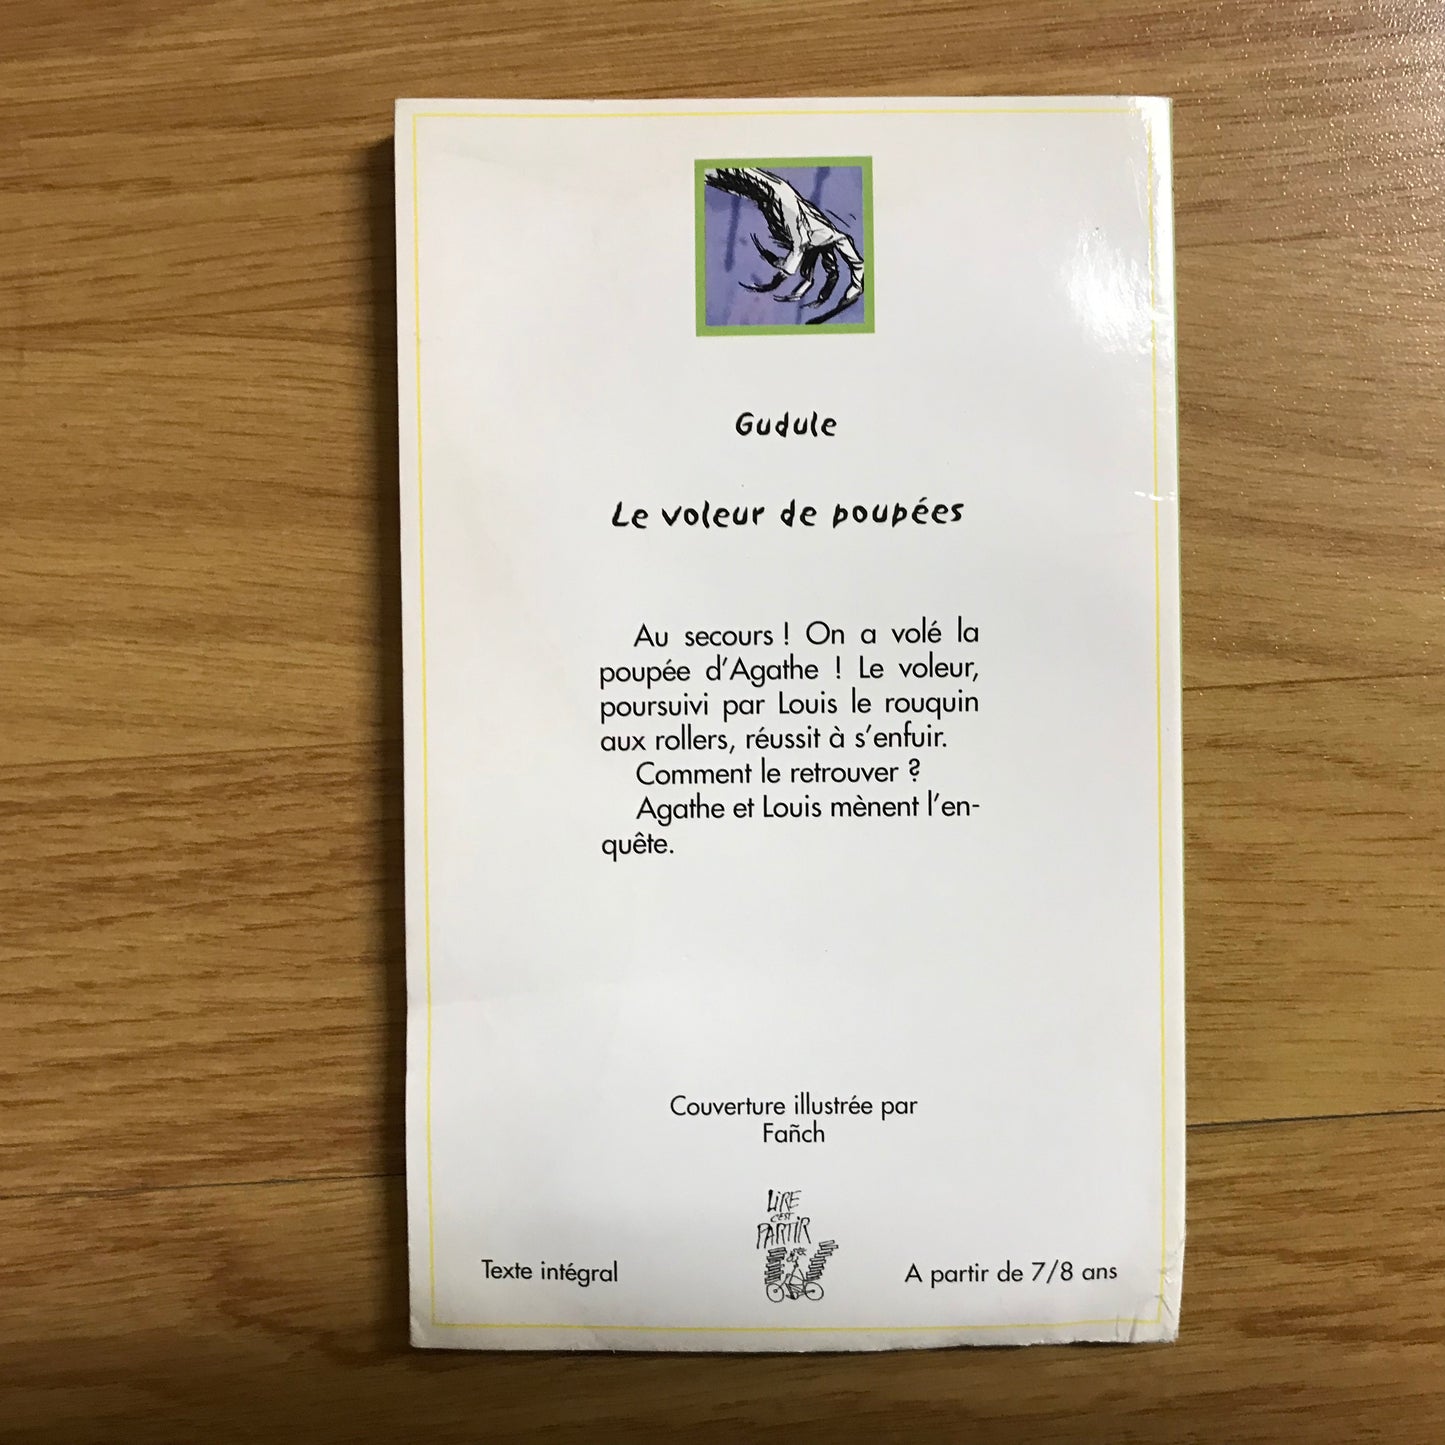 Gudule
Le voleur de poupées
Au secours ! On a volé la
poupée d'Agathe ! Le voleur,
poursuivi par Louis le rouquin
aux rollers, réussit à s'enfuir.
Comment le retrouver ?
Agathe et Louis mènent l'en-
quête.
Couverture illustrée par
Fañch
LIRE
C'EST
PARTIR
Texte intégral
A partir de 7/8 ans